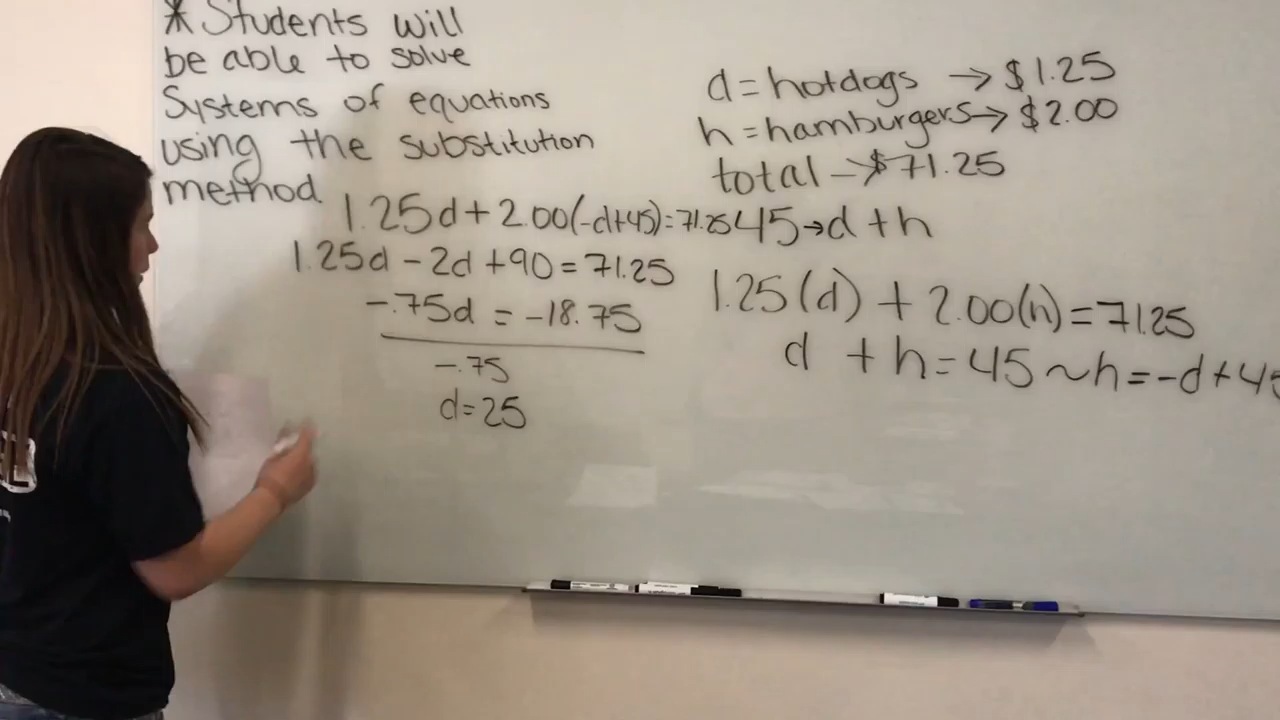 * Students will
be able to solve
Systems of equations
using the substitution
method
d = hotdogs → $1.25
h = hamburgers → $2.00
total → $71.25
45 → d + h
1.25(d) + 2.00(h) = 71.25
d + h = 45 ~ h = -d + 45
1.25d + 2.00(-d+45) = 71.25
1.25d - 2d + 90 = 71.25
-.75d = -18.75
-.75
d = 25